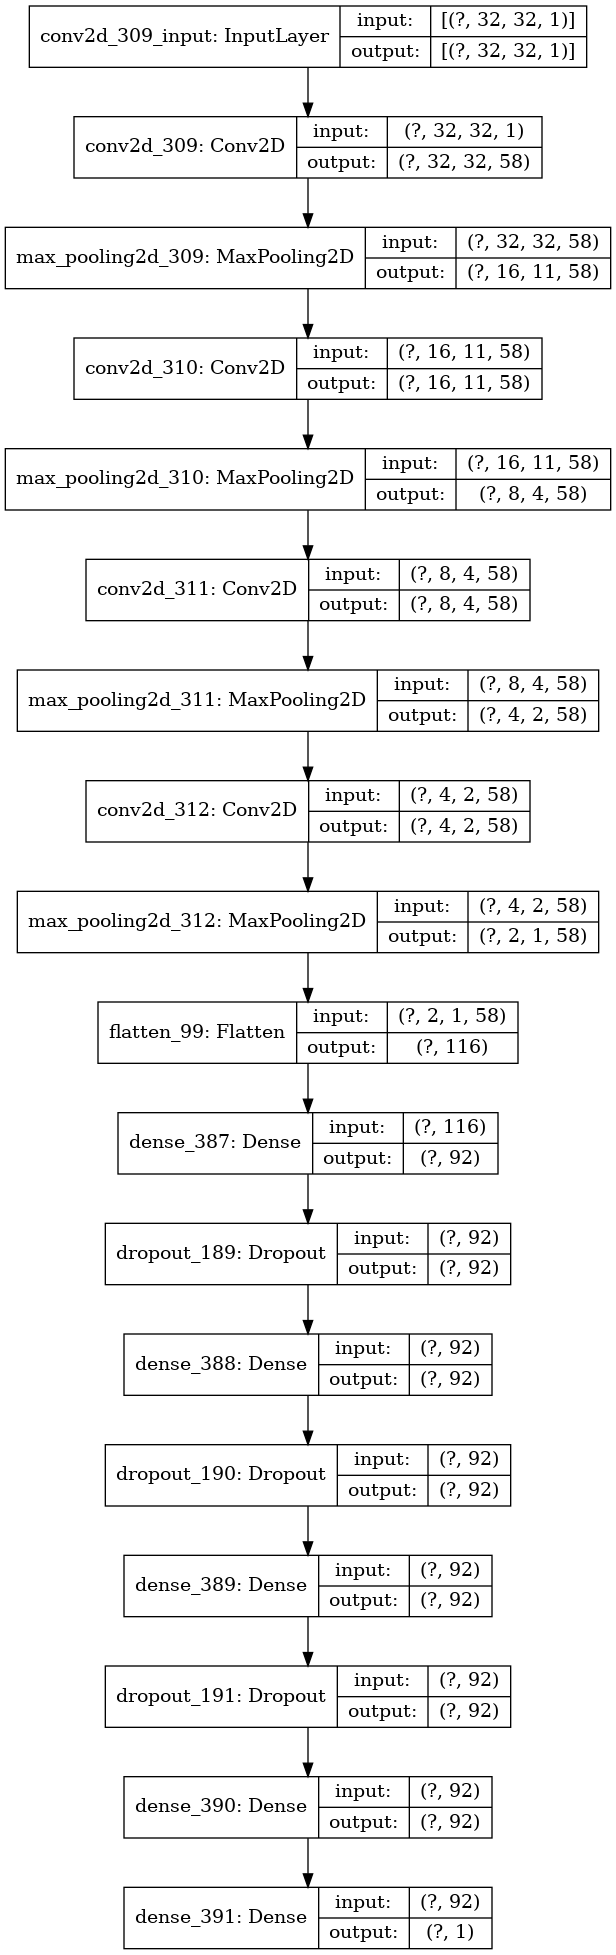 conv2d_309_input: InputLayer
input: [(?, 32, 32, 1)]
output: [(?, 32, 32, 1)]
conv2d_309: Conv2D
input: (?, 32, 32, 1)
output: (?, 32, 32, 58)
max_pooling2d_309: MaxPooling2D
input: (?, 32, 32, 58)
output: (?, 16, 11, 58)
conv2d_310: Conv2D
input: (?, 16, 11, 58)
output: (?, 16, 11, 58)
max_pooling2d_310: MaxPooling2D
input: (?, 16, 11, 58)
output: (?, 8, 4, 58)
conv2d_311: Conv2D
input: (?, 8, 4, 58)
output: (?, 8, 4, 58)
max_pooling2d_311: MaxPooling2D
input: (?, 8, 4, 58)
output: (?, 4, 2, 58)
conv2d_312: Conv2D
input: (?, 4, 2, 58)
output: (?, 4, 2, 58)
max_pooling2d_312: MaxPooling2D
input: (?, 4, 2, 58)
output: (?, 2, 1, 58)
flatten_99: Flatten
input: (?, 2, 1, 58)
output: (?, 116)
dense_387: Dense
input: (?, 116)
output: (?, 92)
dropout_189: Dropout
input: (?, 92)
output: (?, 92)
dense_388: Dense
input: (?, 92)
output: (?, 92)
dropout_190: Dropout
input: (?, 92)
output: (?, 92)
dense_389: Dense
input: (?, 92)
output: (?, 92)
dropout_191: Dropout
input: (?, 92)
output: (?, 92)
dense_390: Dense
input: (?, 92)
output: (?, 92)
dense_391: Dense
input: (?, 92)
output: (?, 1)